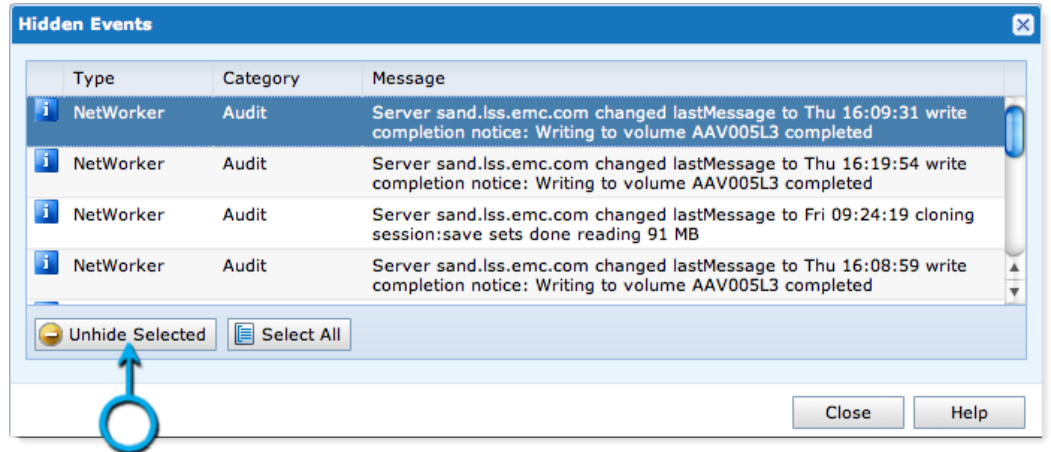 Hidden Events
Type Category Message
NetWorker Audit Server sand.lss.emc.com changed lastMessage to Thu 16:09:31 write
completion notice: Writing to volume AAV005L3 completed
NetWorker Audit Server sand.lss.emc.com changed lastMessage to Thu 16:19:54 write
completion notice: Writing to volume AAV005L3 completed
NetWorker Audit Server sand.lss.emc.com changed lastMessage to Fri 09:24:19 cloning
session:save sets done reading 91 MB
NetWorker Audit Server sand.lss.emc.com changed lastMessage to Thu 16:08:59 write
completion notice: Writing to volume AAV005L3 completed
Unhide Selected Select All
Close Help